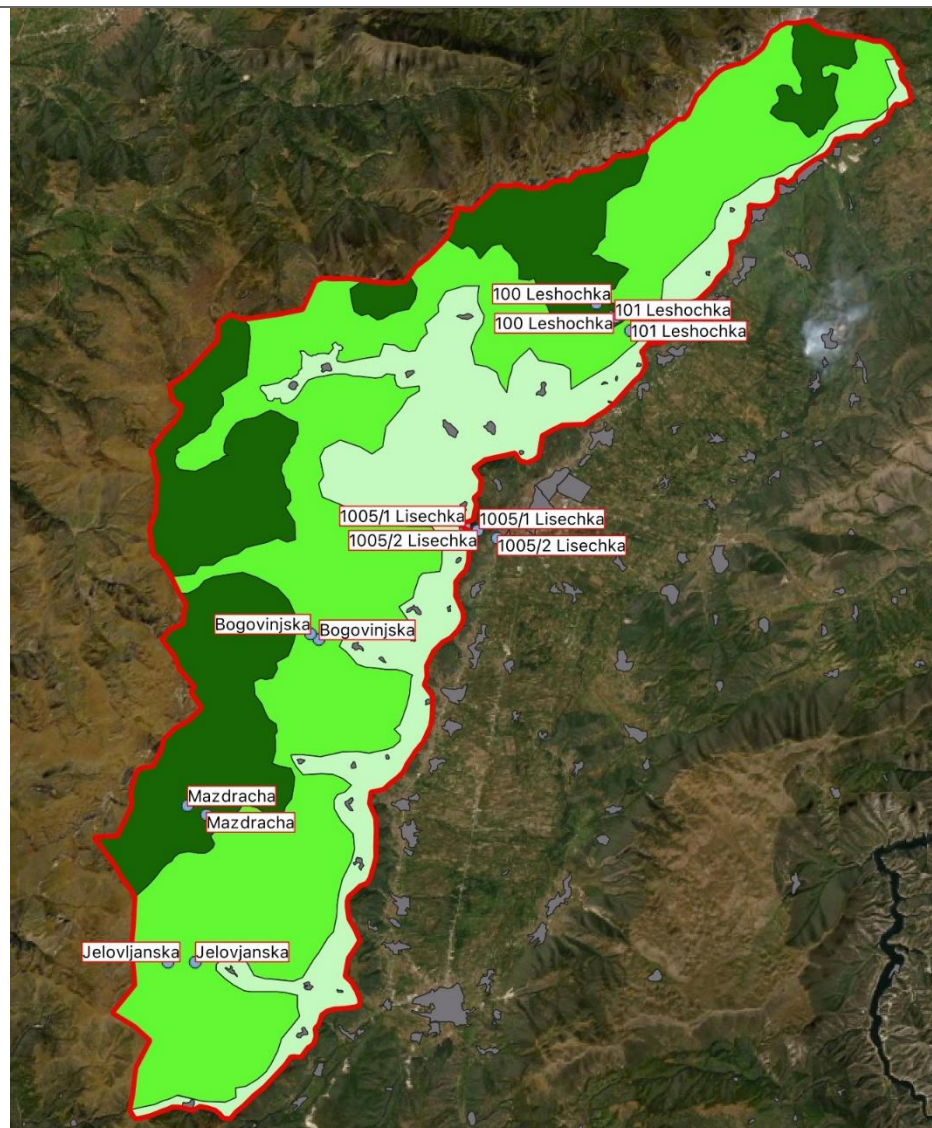 100 Leshochka
101 Leshochka
100 Leshochka
101 Leshochka
1005/1 Lisechka
1005/1 Lisechka
1005/2 Lisechka
1005/2 Lisechka
Bogovinjska
Bogovinjska
Mazdracha
Mazdracha
Jelovljanska
Jelovjanska